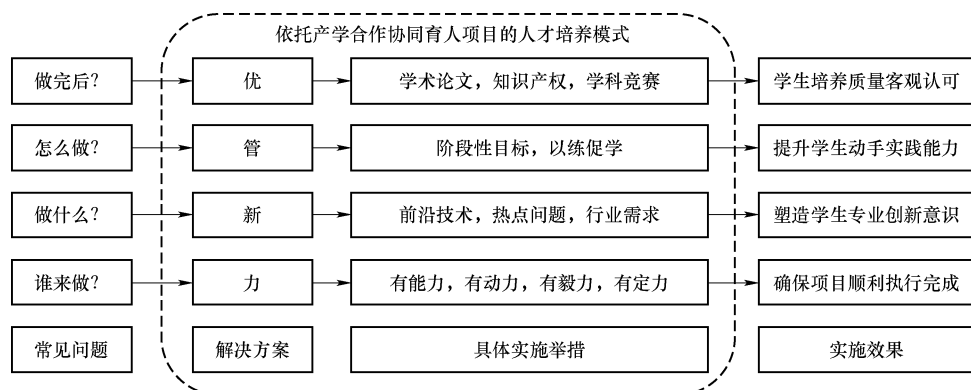 依托产学合作协同育人项目的人才培养模式
做完后? 优 学术论文，知识产权，学科竞赛 学生培养质量客观认可
怎么做? 管 阶段性目标，以练促学 提升学生动手实践能力
做什么? 新 前沿技术，热点问题，行业需求 塑造学生专业创新意识
谁来做? 力 有能力，有动力，有毅力，有定力 确保项目顺利执行完成
常见问题 解决方案 具体实施举措 实施效果